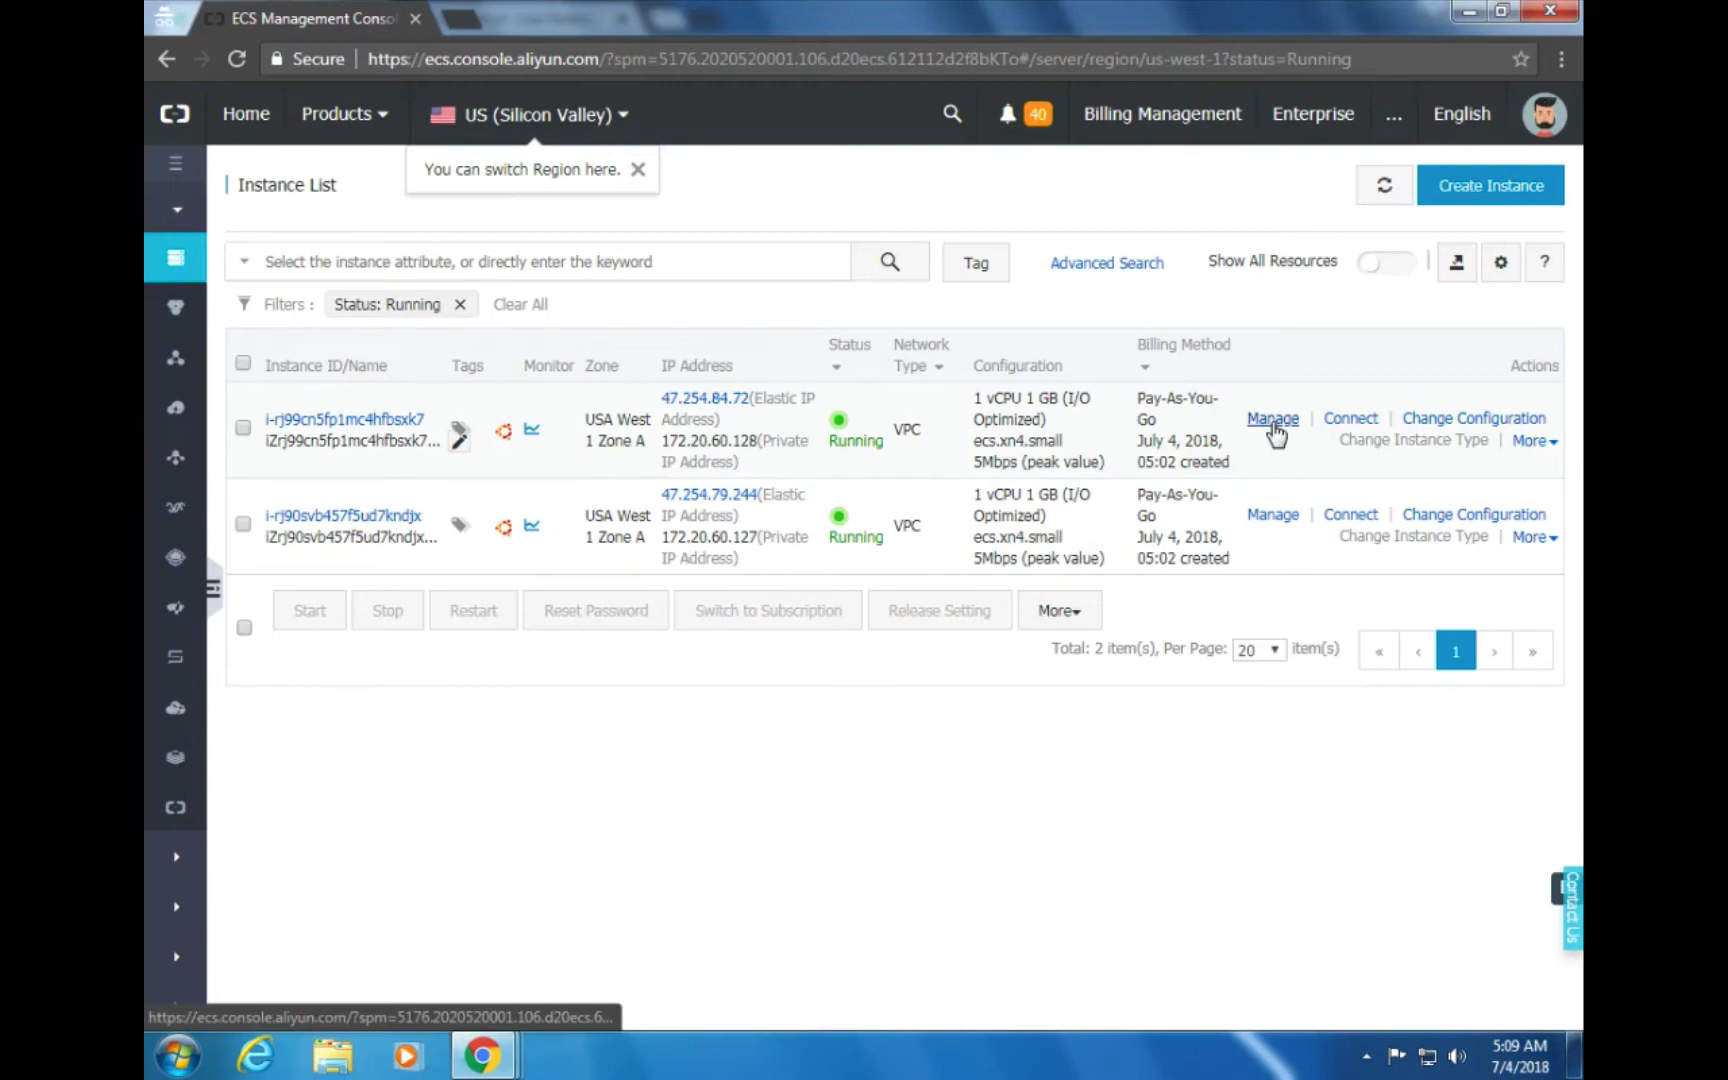 ECS Management Conso
Secure | https://ecs.console.aliyun.com/?spm=5176.2020520001.106.d20ecs.612112d2f8bKTo#/server/region/us-west-1?status=Running
Home Products US (Silicon Valley) 40 Billing Management Enterprise ... English
You can switch Region here.
Instance List
Create Instance
Select the instance attribute, or directly enter the keyword
Tag
Advanced Search
Show All Resources
?
Filters : Status: Running Clear All
Instance ID/Name Tags Monitor Zone IP Address Status Network Type Configuration Billing Method Actions
i-rj99cn5fp1mc4hfbsxk7
iZrj99cn5fp1mc4hfbsxk7...
USA West
1 Zone A
47.254.84.72(Elastic IP
Address)
172.20.60.128(Private
IP Address)
Running
VPC
1 vCPU 1 GB (I/O
Optimized)
ecs.xn4.small
5Mbps (peak value)
Pay-As-You-
Go
July 4, 2018,
05:02 created
Manage | Connect | Change Configuration
Change Instance Type | More
i-rj90svb457f5ud7kndjx
iZrj90svb457f5ud7kndjx...
USA West
1 Zone A
47.254.79.244(Elastic
IP Address)
172.20.60.127(Private
IP Address)
Running
VPC
1 vCPU 1 GB (I/O
Optimized)
ecs.xn4.small
5Mbps (peak value)
Pay-As-You-
Go
July 4, 2018,
05:02 created
Manage | Connect | Change Configuration
Change Instance Type | More
Start Stop Restart Reset Password Switch to Subscription Release Setting More
Total: 2 item(s), Per Page: 20 item(s) « ‹ 1 › »
Contact Us
https://ecs.console.aliyun.com/?spm=5176.2020520001.106.d20ecs.6...
5:09 AM
7/4/2018